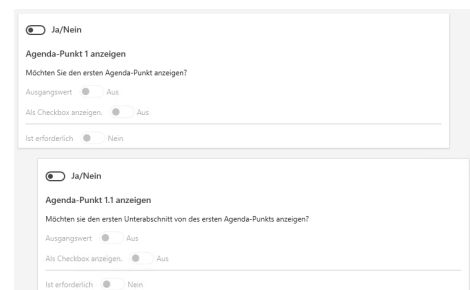 Ja/Nein
Agenda-Punkt 1 anzeigen
Möchten Sie den ersten Agenda-Punkt anzeigen?
Ausgangswert Aus
Als Checkbox anzeigen. Aus
Ist erforderlich Nein
Ja/Nein
Agenda-Punkt 1.1 anzeigen
Möchten sie den ersten Unterabschnitt von des ersten Agenda-Punkts anzeigen?
Ausgangswert Aus
Als Checkbox anzeigen. Aus
Ist erforderlich Nein